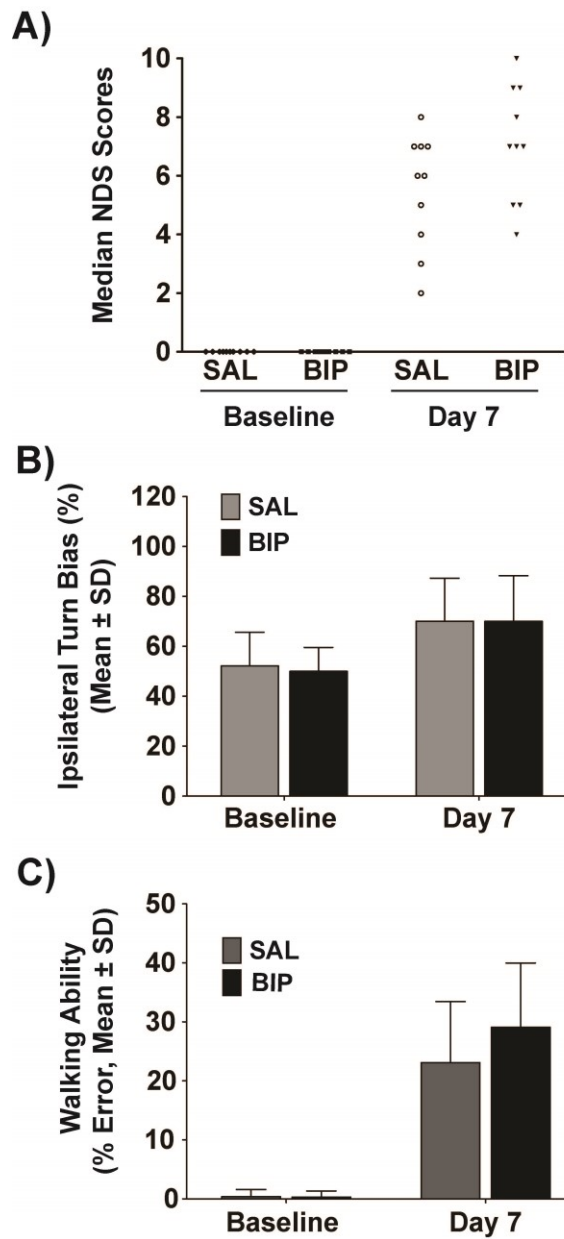 A)
Median NDS Scores
10
8
6
4
2
0
SAL BIP SAL BIP
Baseline Day 7
B)
Ipsilateral Turn Bias (%)
(Mean ± SD)
120
100
80
60
40
20
0
SAL
BIP
Baseline Day 7
C)
Walking Ability
(% Error, Mean ± SD)
50
40
30
20
10
0
SAL
BIP
Baseline Day 7